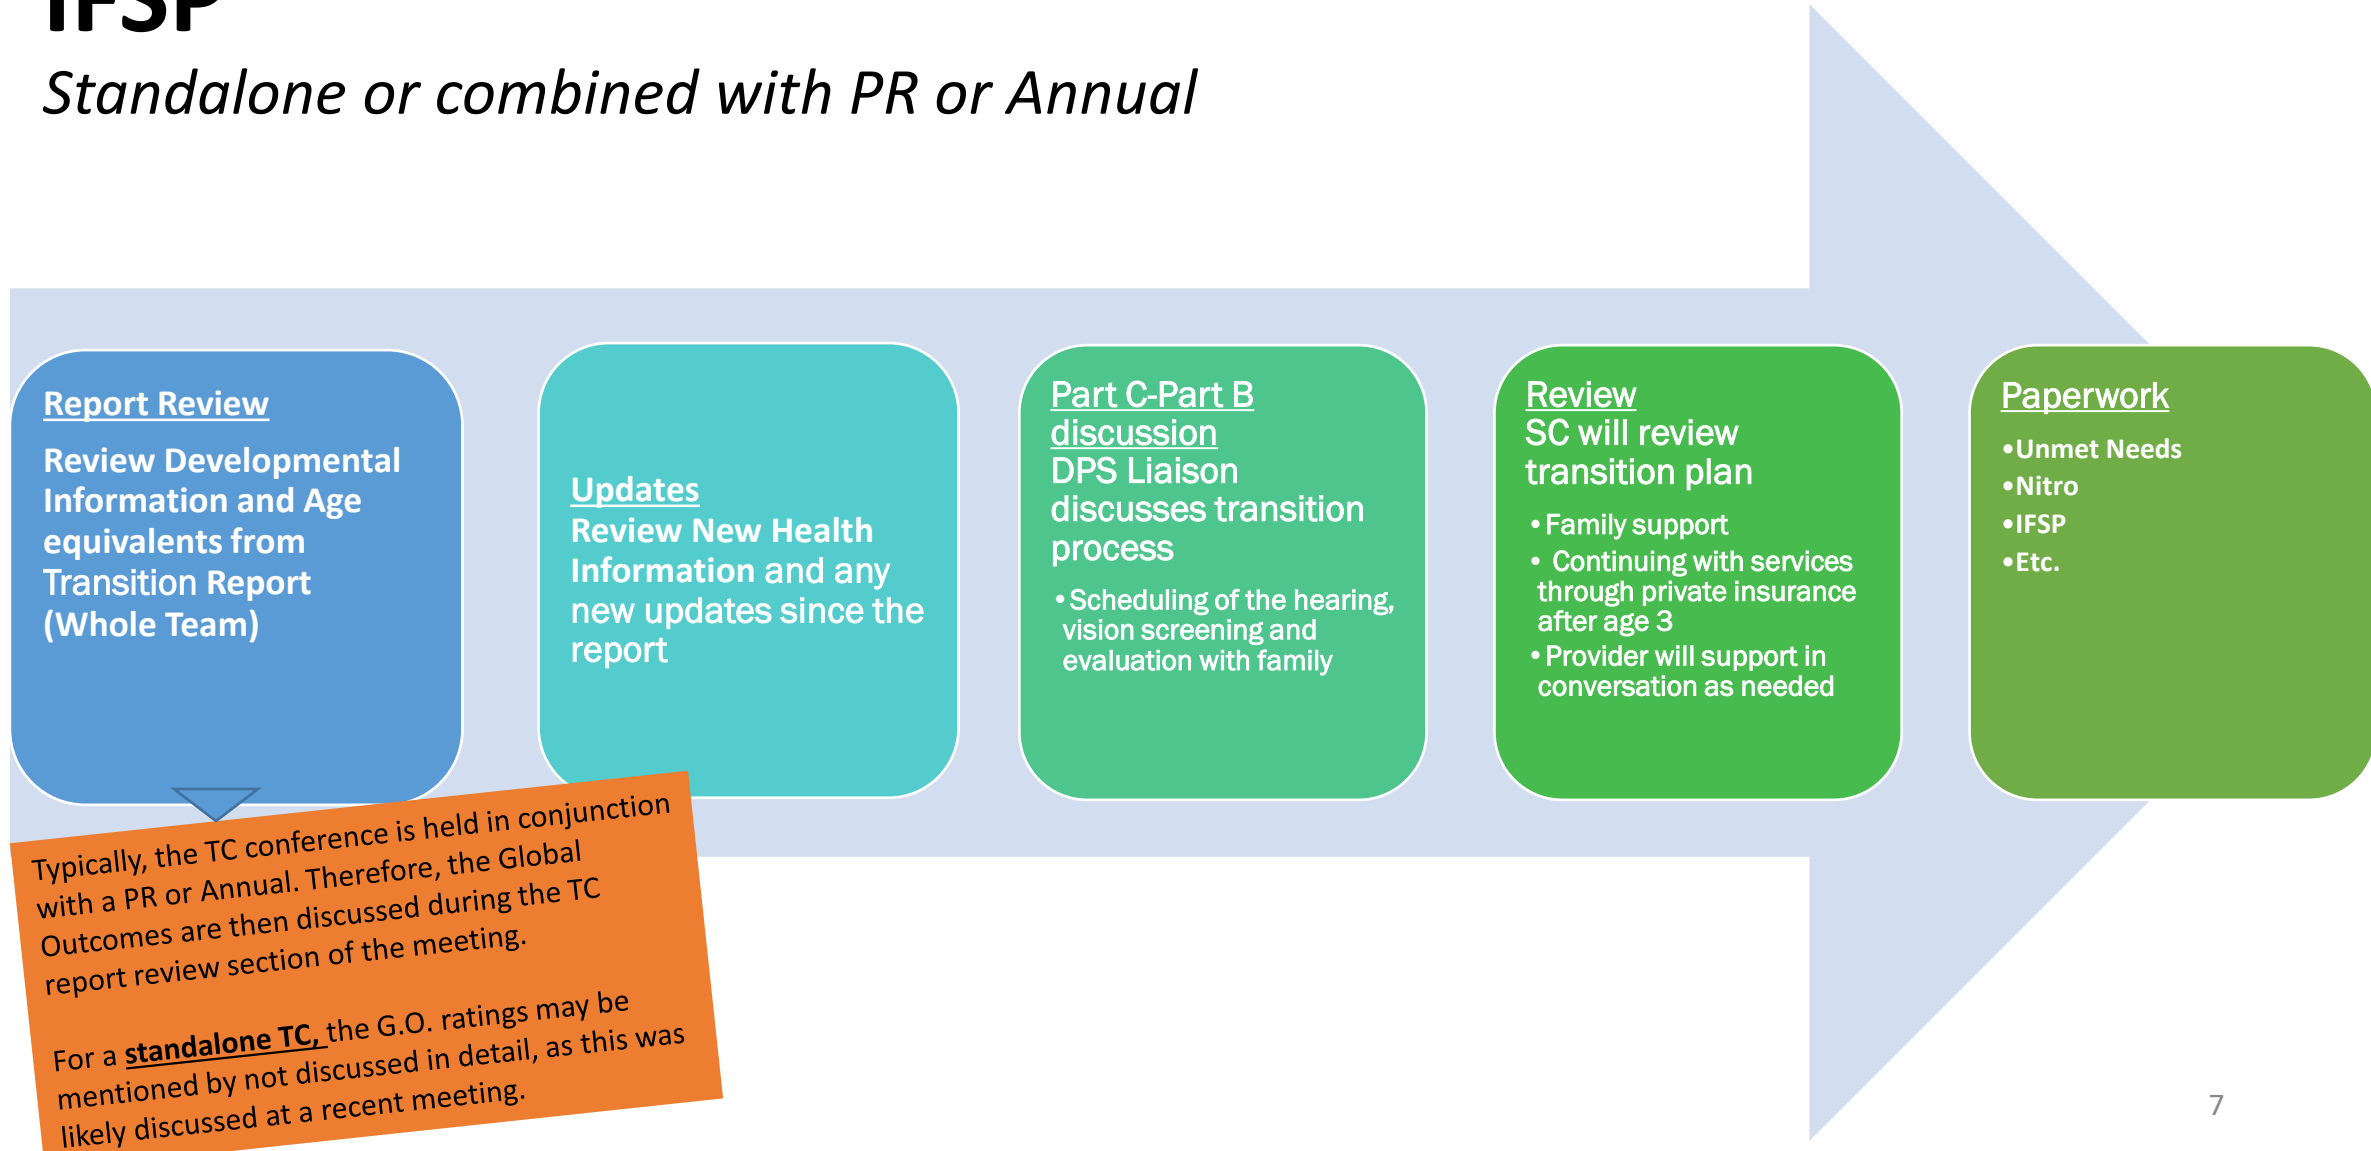 IFSP
Standalone or combined with PR or Annual
Report Review
Review Developmental
Information and Age
equivalents from
Transition Report
(Whole Team)
Updates
Review New Health
Information and any
new updates since the
report
Part C-Part B
discussion
DPS Liaison
discusses transition
process
•Scheduling of the hearing,
vision screening and
evaluation with family
Review
SC will review
transition plan
•Family support
• Continuing with services
through private insurance
after age 3
•Provider will support in
conversation as needed
Paperwork
•Unmet Needs
•Nitro
•IFSP
•Etc.
Typically, the TC conference is held in conjunction
with a PR or Annual. Therefore, the Global
Outcomes are then discussed during the TC
report review section of the meeting.
For a standalone TC, the G.O. ratings may be
mentioned by not discussed in detail, as this was
likely discussed at a recent meeting.
7